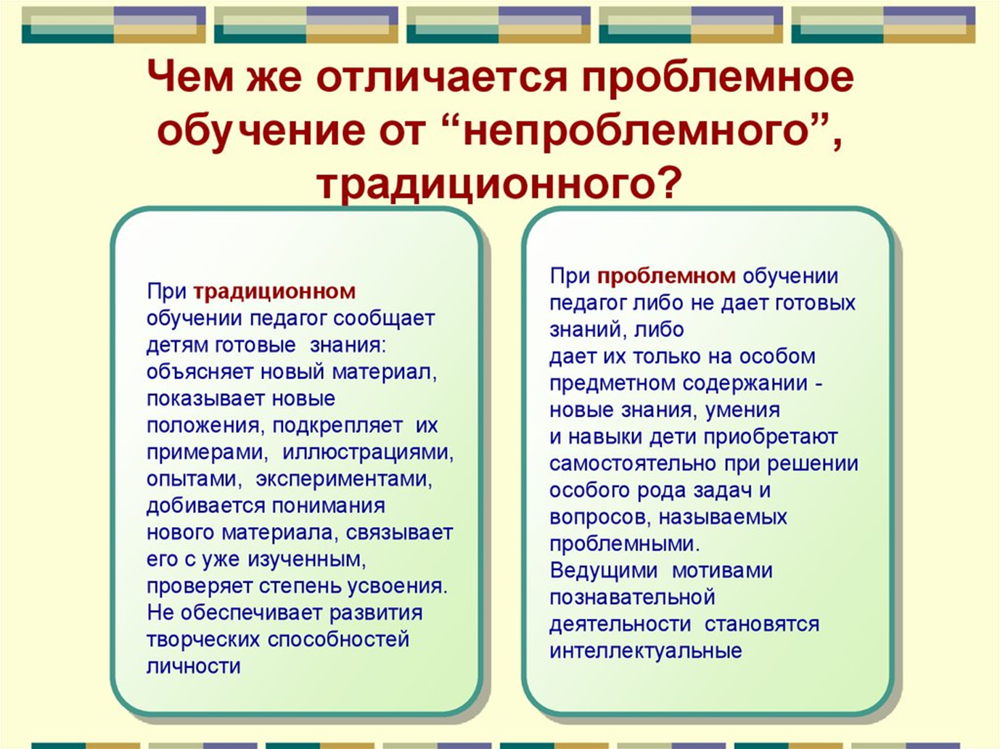 Чем же отличается проблемное
обучение от “непроблемного”,
традиционного?
При традиционном
обучении педагог сообщает
детям готовые знания:
объясняет новый материал,
показывает новые
положения, подкрепляет их
примерами, иллюстрациями,
опытами, экспериментами,
добивается понимания
нового материала, связывает
его с уже изученным,
проверяет степень усвоения.
Не обеспечивает развития
творческих способностей
личности
При проблемном обучении
педагог либо не дает готовых
знаний, либо
дает их только на особом
предметном содержании -
новые знания, умения
и навыки дети приобретают
самостоятельно при решении
особого рода задач и
вопросов, называемых
проблемными.
Ведущими мотивами
познавательной
деятельности становятся
интеллектуальные